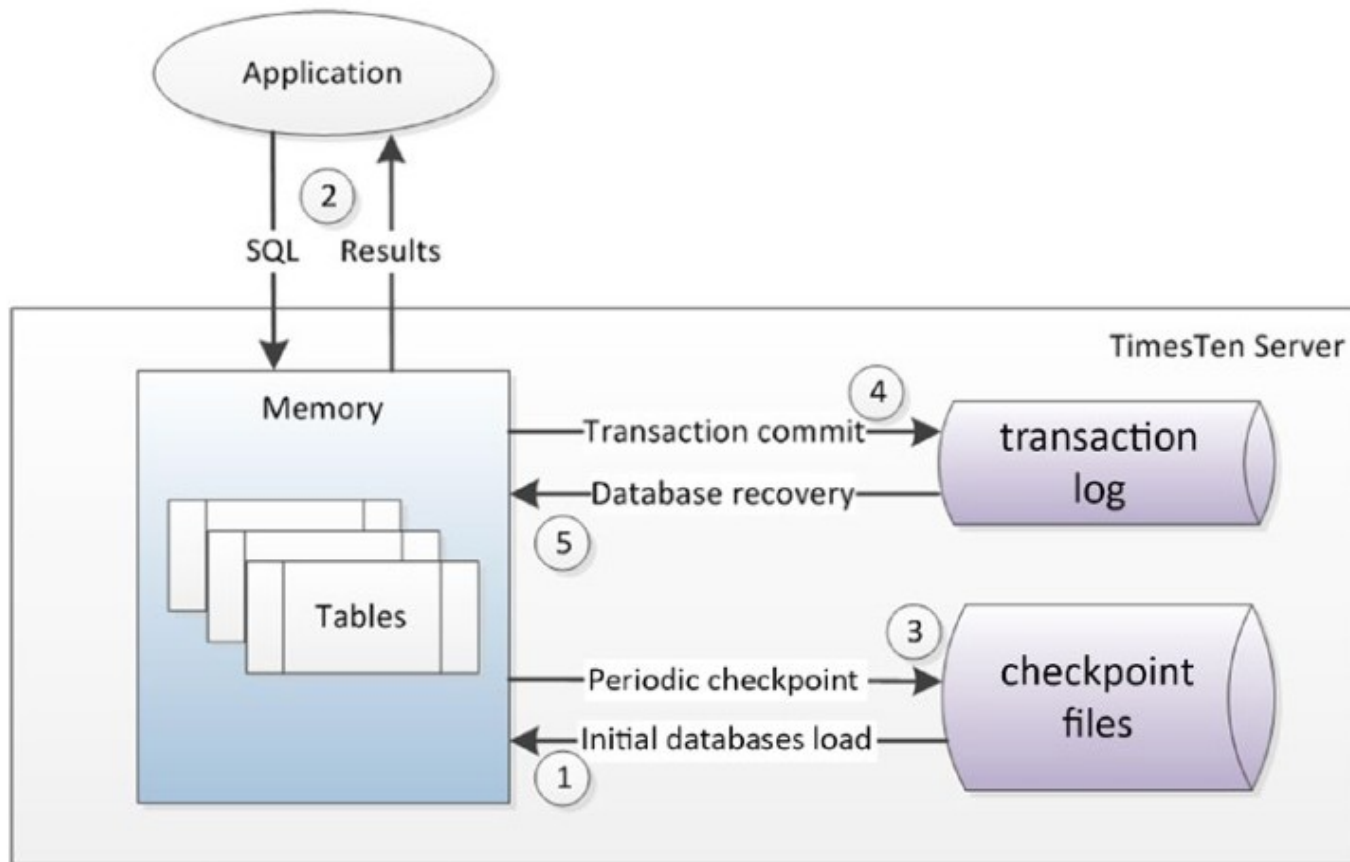 Application
2
SQL Results
TimesTen Server
Memory
4
Transaction commit
transaction
log
Database recovery
5
Tables
3
Periodic checkpoint
checkpoint
files
Initial databases load
1